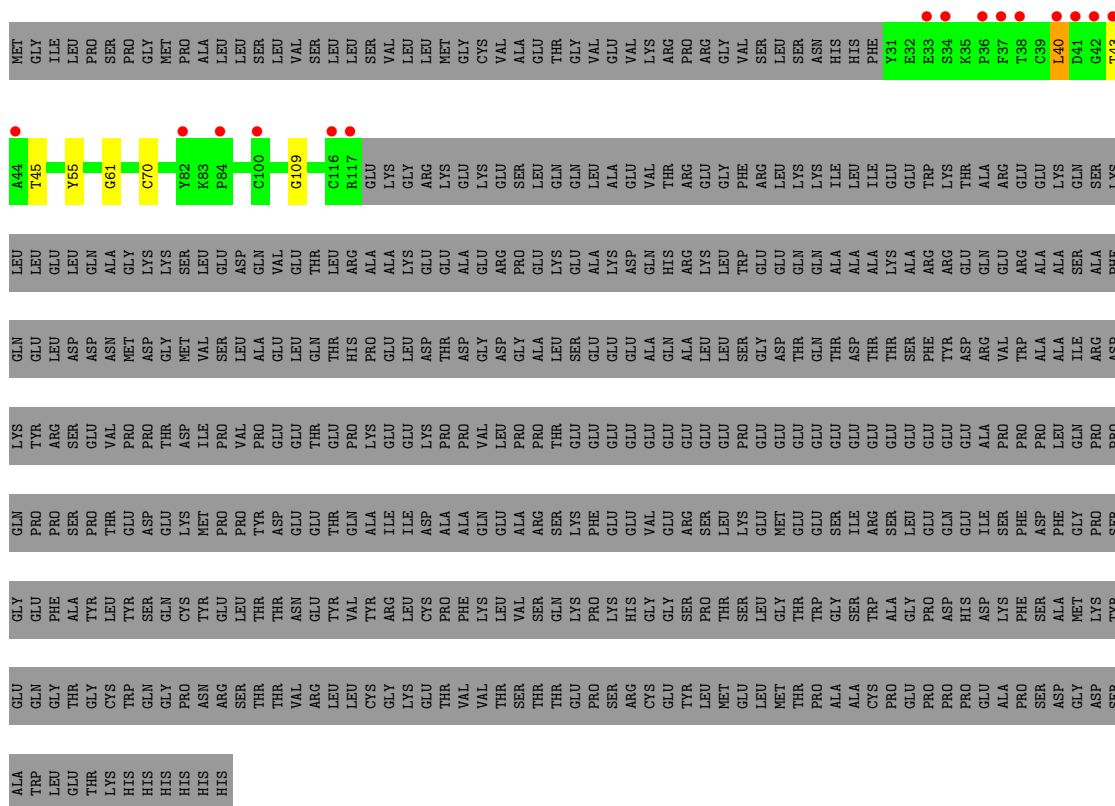 MET GLY ILE LEU PRO SER PRO GLY MET PRO ALA LEU LEU SER LEU VAL SER LEU LEU SER VAL LEU LEU MET GLY CYS VAL ALA GLU THR GLY VAL GLU VAL LYS ARG PRO ARG GLY VAL SER LEU SER ASN HIS HIS PHE Y31 E32 E33 S34 K35 P36 F37 T38 C39 L40 D41 G42 T43
A44 T45 Y55 G61 C70 Y82 K83 P84 C100 G109 C116 R117 GLU LYS GLY ARG LYS GLU LYS GLU SER LEU GLN GLN LEU ALA GLU VAL THR ARG GLU GLY PHE ARG LEU LYS LYS ILE LEU ILE GLU GLU TRP LYS THR ALA ARG GLU GLU LYS GLN SER LYS
LEU LEU GLU LEU GLN ALA GLY LYS LYS SER LEU GLU ASP GLN VAL GLU THR LEU ARG ALA ALA LYS GLU GLU ALA GLU ARG PRO GLU LYS GLU ALA LYS ASP GLN HIS ARG LYS LEU TRP GLU GLU GLN GLN ALA ALA ALA LYS ALA ARG ARG GLU GLN GLU ARG ALA ALA SER ALA PHE
GLN GLU LEU ASP ASP ASN MET ASP GLY MET VAL SER LEU ALA GLU LEU GLN THR HIS PRO GLU LEU ASP THR ASP GLY ASP GLY ALA LEU SER GLU GLU GLU ALA GLN ALA LEU LEU SER GLY ASP THR GLN THR ASP THR THR SER PHE TYR ASP ARG VAL TRP ALA ALA ILE ARG ASP
LYS TYR ARG SER GLU VAL PRO PRO THR ASP ILE PRO VAL PRO GLU GLU THR GLU PRO LYS GLU GLU LYS PRO PRO VAL LEU PRO PRO THR GLU GLU GLU GLU GLU GLU GLU GLU GLU PRO GLU GLU GLU GLU GLU GLU GLU GLU GLU GLU ALA PRO PRO PRO LEU GLN PRO PRO
GLN PRO PRO SER PRO THR GLU ASP GLU LYS MET PRO PRO TYR ASP GLU GLU THR GLN ALA ILE ILE ASP ALA ALA GLN GLU ALA ARG SER LYS PHE GLU GLU VAL GLU ARG SER LEU LYS GLU MET GLU GLU SER ILE ARG SER LEU GLU GLN GLU ILE SER PHE ASP PHE GLY PRO SER
GLY GLU PHE ALA TYR LEU TYR SER GLN CYS TYR GLU LEU THR THR ASN GLU TYR VAL TYR ARG LEU CYS PRO PHE LYS LEU VAL SER GLN LYS PRO LYS HIS GLY GLY SER PRO THR SER LEU GLY THR TRP GLY SER TRP ALA GLY PRO ASP HIS ASP LYS PHE SER ALA MET LYS TYR
GLU GLN GLY THR GLY CYS TRP GLN GLY PRO ASN ARG SER THR THR VAL ARG LEU LEU CYS GLY LYS GLU THR VAL VAL THR SER THR THR GLU PRO SER ARG CYS GLU TYR LEU MET GLU LEU MET THR PRO ALA ALA CYS PRO GLU PRO PRO PRO GLU ALA PRO SER ASP GLY ASP SER
ALA TRP LEU GLU THR LYS HIS HIS HIS HIS HIS HIS